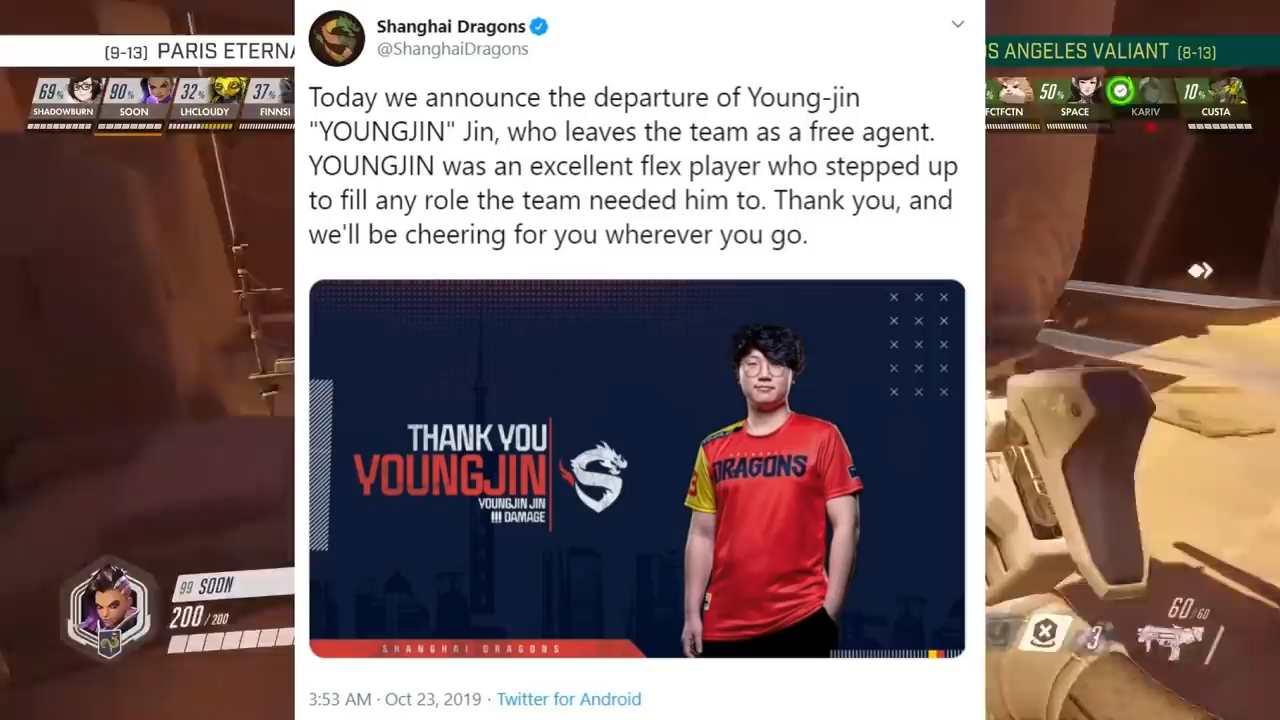 Shanghai Dragons
@ShanghaiDragons
(9-13) PARIS ETERNA
S ANGELES VALIANT (8-13)
69% 90% 32% 37%
SHADOWBURN SOON LHCLOUDY FINNSI
% 50% 10%
FCTFCTN SPACE KARIV CUSTA
Today we announce the departure of Young-jin
"YOUNGJIN" Jin, who leaves the team as a free agent.
YOUNGJIN was an excellent flex player who stepped up
to fill any role the team needed him to. Thank you, and
we'll be cheering for you wherever you go.
THANK YOU
YOUNGJIN
YOUNGJIN JIN
DAMAGE
DRAGONS
SHANGHAI DRAGONS
99 SOON
200 / 200
3
60 / 60
3:53 AM · Oct 23, 2019 · Twitter for Android